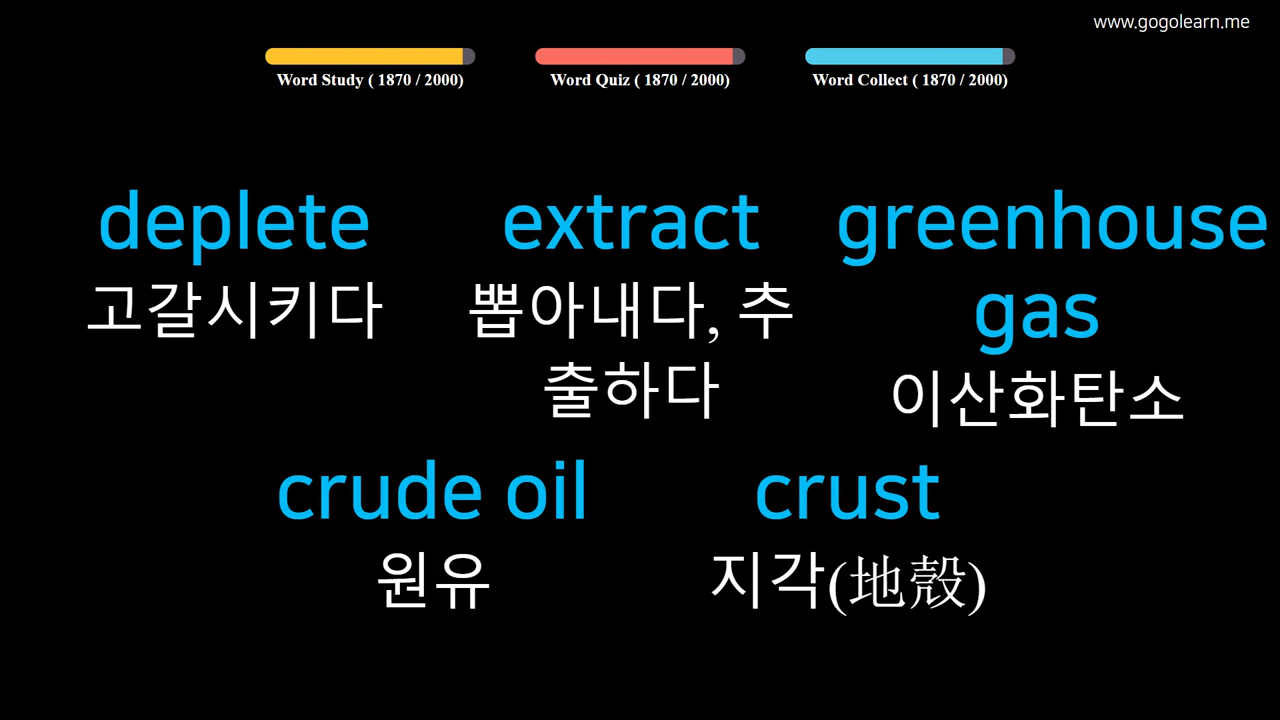 www.gogolearn.me
Word Study ( 1870 / 2000)
Word Quiz ( 1870 / 2000)
Word Collect ( 1870 / 2000)
deplete
고갈시키다
extract
뽑아내다, 추
출하다
greenhouse
gas
이산화탄소
crude oil
원유
crust
지각(地殼)